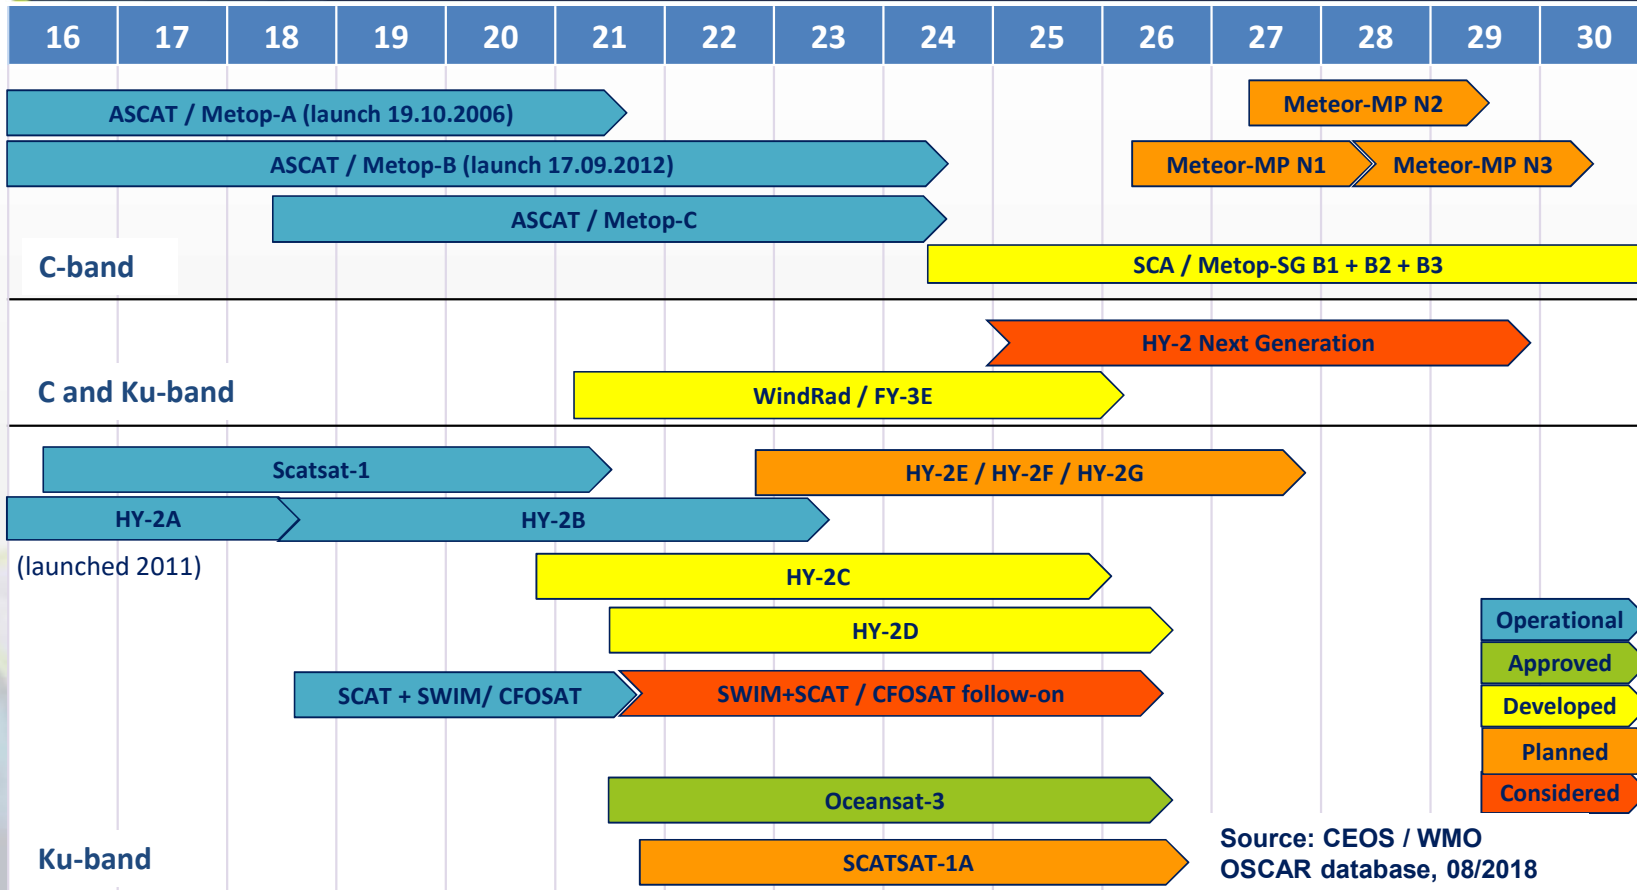 16 17 18 19 20 21 22 23 24 25 26 27 28 29 30
Meteor-MP N2
ASCAT / Metop-A (launch 19.10.2006)
ASCAT / Metop-B (launch 17.09.2012)
Meteor-MP N1
Meteor-MP N3
ASCAT / Metop-C
C-band
SCA / Metop-SG B1 + B2 + B3
HY-2 Next Generation
C and Ku-band
WindRad / FY-3E
Scatsat-1
HY-2E / HY-2F / HY-2G
HY-2A
HY-2B
(launched 2011)
HY-2C
HY-2D
SCAT + SWIM/ CFOSAT
SWIM+SCAT / CFOSAT follow-on
Oceansat-3
SCATSAT-1A
Ku-band
Operational
Approved
Developed
Planned
Considered
Source: CEOS / WMO
OSCAR database, 08/2018